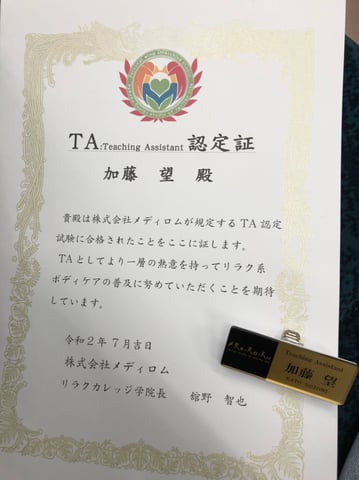 TA:Teaching Assistant 認定証
加藤 望 殿
貴殿は株式会社メディロムが規定するTA認定
試験に合格されたことをここに証します。
TAとしてより一層の熱意を持ってリラク系
ボディケアの普及に努めていただくことを期待
しています。
令和2年7月吉日
株式会社メディロム
リラクカレッジ学院長 舘野 智也
Re.Ra.Ku
Teaching Assistant
加藤 望
KATO NOZOMI